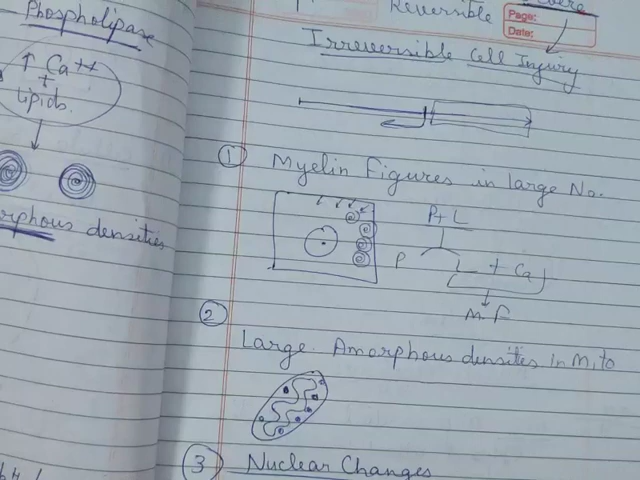 Phospholipase
↑ Ca++
+
Lipids.
densities
Reversible
Page:
Date:
Irreversible Cell Injury
① Myelin Figures in large No.
P+L
P L + Ca
M.F
②
Large Amorphous densities in Mito
③ Nuclear Changes